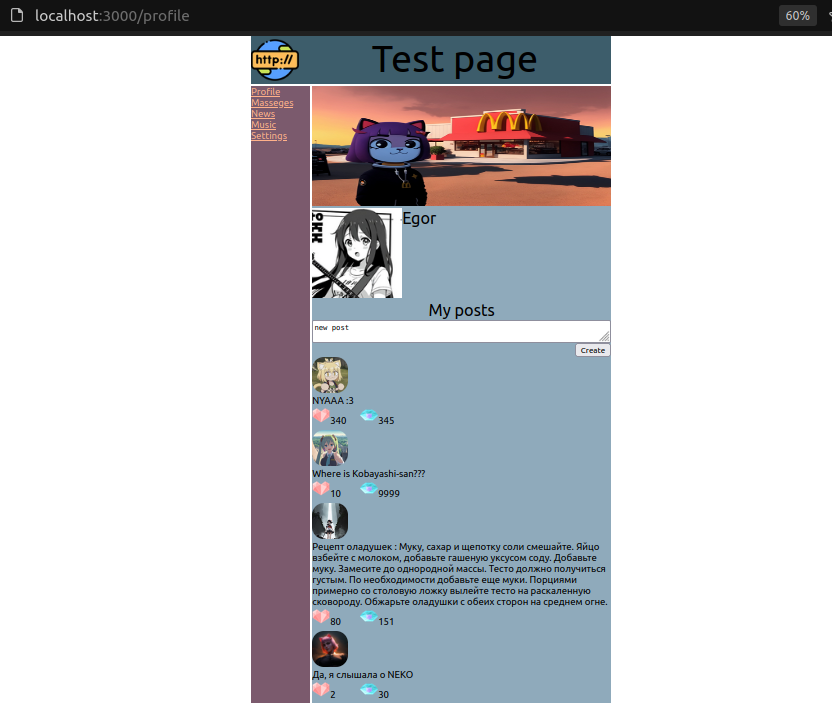 localhost:3000/profile
60%
http://
Test page
Profile
Masseges
News
Music
Settings
Egor
My posts
new post
Create
NYAAA :3
340 345
Where is Kobayashi-san???
10 9999
Рецепт оладушек : Муку, сахар и щепотку соли смешайте. Яйцо
взбейте с молоком, добавьте гашеную уксусом соду. Добавьте
муку. Замесите до однородной массы. Тесто должно получиться
густым. По необходимости добавьте еще муки. Порциями
примерно со столовую ложку вылейте тесто на раскаленную
сковороду. Обжарьте оладушки с обеих сторон на среднем огне.
80 151
Да, я слышала о NEKO
2 30